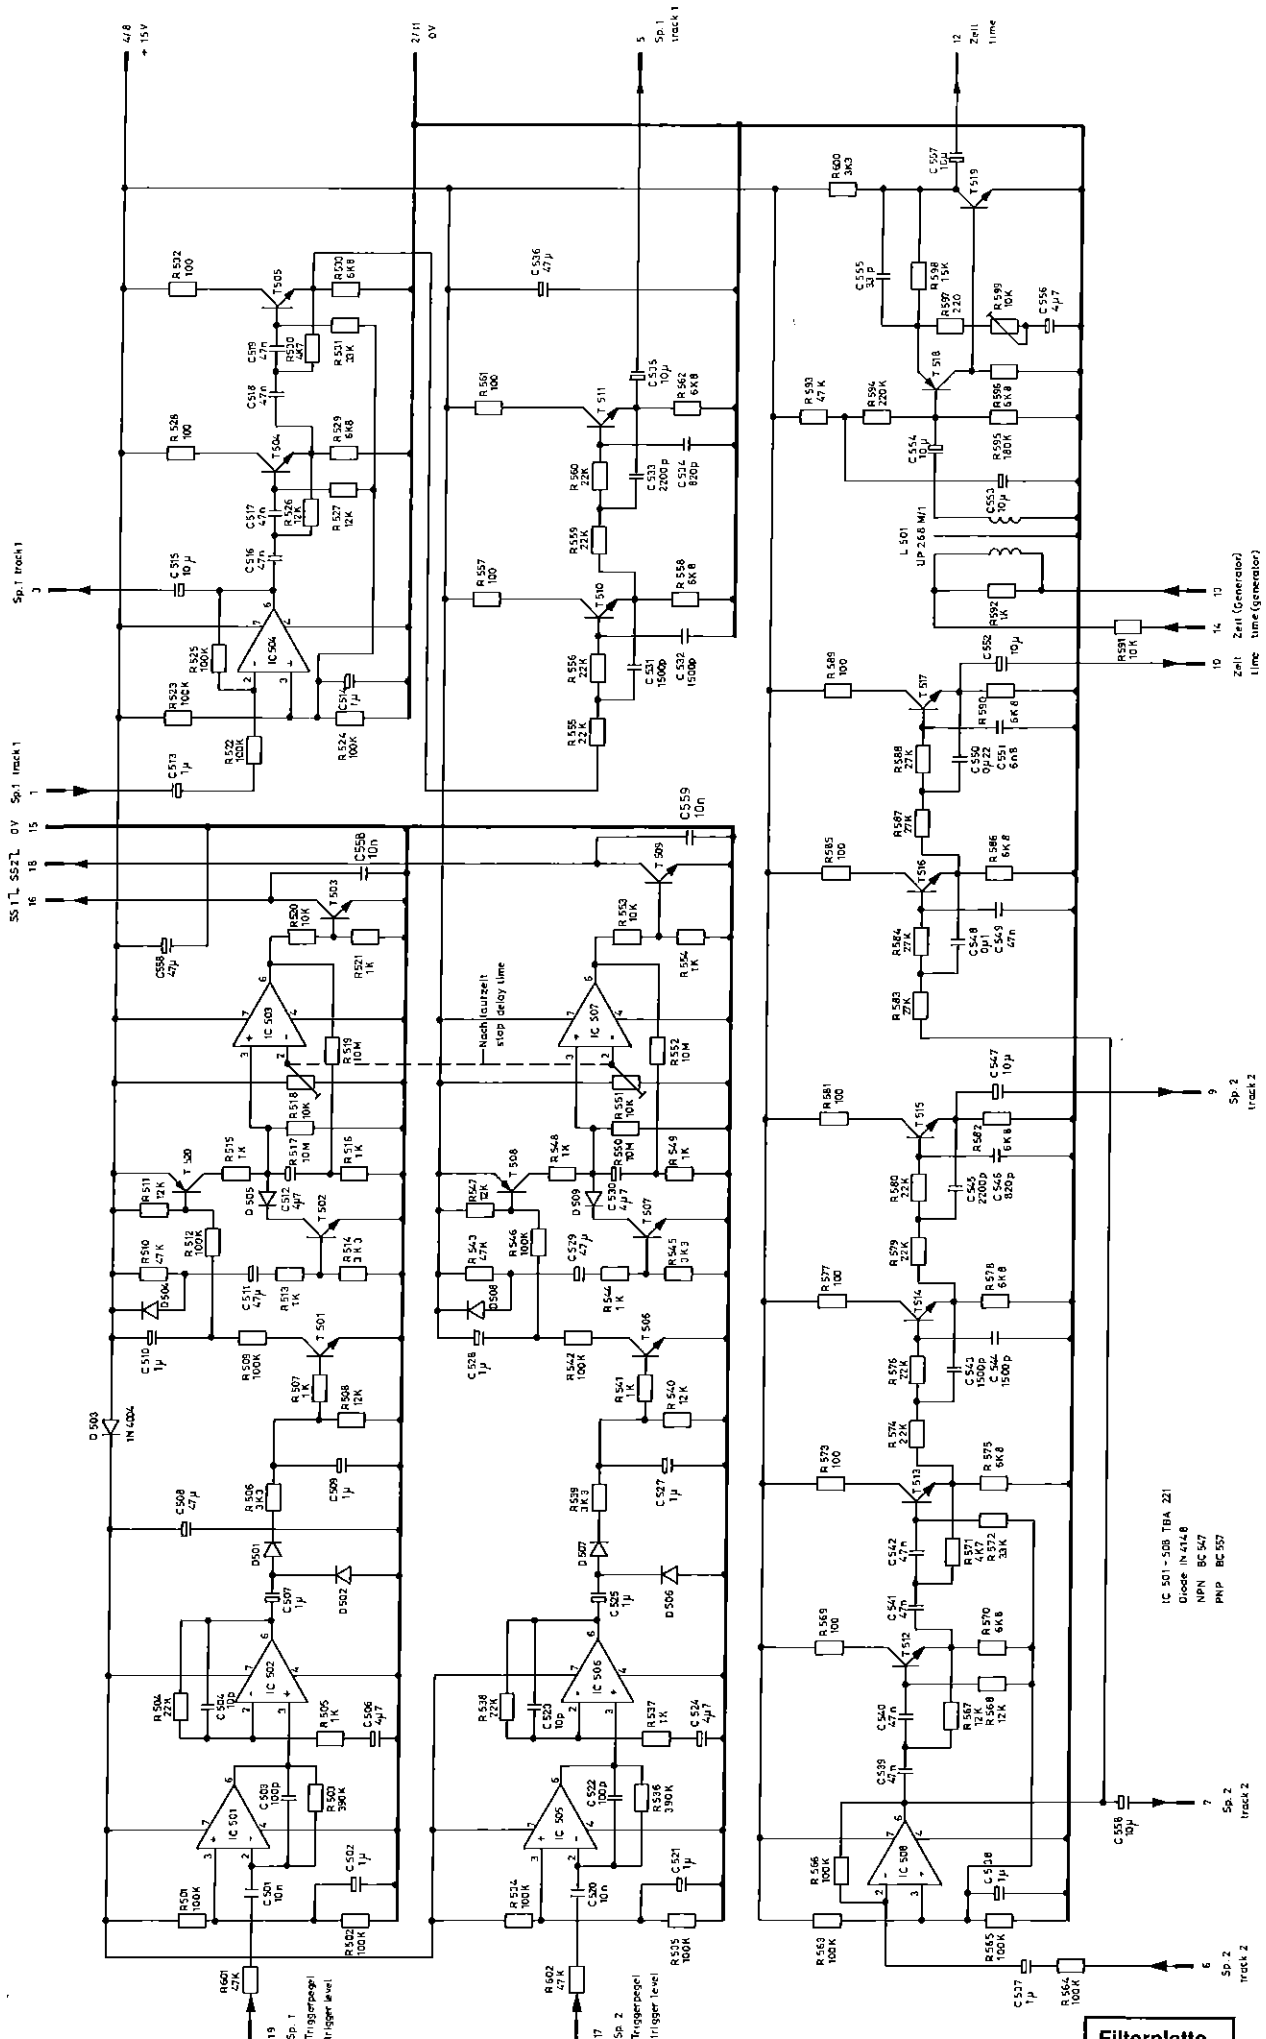 4/8
+ 15V
2/11
0V
5
Sp.1
track 1
12
Zeit
time
Sp.1 track 1
3
Sp.1 track 1
1
0V
15
SS2
18
SS1
16
R 532
100
T 505
R 530
6K8
C 519
47n
R 530
4K7
R 531
33K
C 518
47n
R 528
100
T 504
R 529
6K8
C 517
47n
R 526
12K
R 527
12K
C 516
47n
C 515
10µ
R 525
100K
IC 504
R 523
100K
C 514
1µ
R 524
100K
R 522
100K
C 513
1µ
C 536
47µ
R 561
100
T 511
C 535
10µ
R 562
6K8
R 560
22K
C 533
2200p
C 534
820p
R 559
22K
R 557
100
T 510
R 558
6K8
R 556
22K
C 531
1500p
C 532
1500p
R 555
22K
R 600
3K3
C 557
10µ
T 519
C 555
33p
R 598
15K
R 597
220
R 599
10K
C 556
4µ7
T 518
R 593
47K
R 594
220K
R 596
6K8
R 595
180K
C 554
10µ
C 553
10µ
L 501
UP 268 M/1
R 592
1K
R 591
10K
13
14
Zeit (Generator)
time (generator)
10
Zeit
time
C 552
10µ
R 589
100
T 517
R 590
6K8
R 588
27K
C 550
0µ22
C 551
6n8
R 587
27K
R 585
100
T 516
R 586
6K8
R 584
27K
C 548
0µ1
C 549
47n
R 583
27K
C558
47µ
C558
10n
T 503
R 520
10K
R 521
1K
IC 503
R 519
10M
R 518
10K
R 517
10M
R 516
1K
R 515
1K
T 520
D 505
C 512
4µ7
T 502
R 511
12K
R 512
100K
R 510
47K
R 514
3K3
D504
C 511
47µ
R 513
1K
C 510
1µ
R 509
100K
T 501
R 507
1K
R 508
12K
D 503
1N 4004
C 509
1µ
C 508
47µ
R 506
3K3
D501
D 502
C 507
1µ
R 504
22K
C 504
10p
IC 502
R 505
1K
C 506
4µ7
C 503
100p
R 503
390K
IC 501
C 502
1µ
R 501
100K
C 501
10n
R 502
100K
R 601
47K
19
Sp. 1
Triggerpegel
trigger level
C559
10n
T 509
R 553
10K
R 554
1K
IC 507
Nachlaufzeit
stop delay time
R 552
10M
R 551
10K
R 550
10M
R 549
1K
R 548
1K
T 508
D 509
C 530
4µ7
T 507
R 547
12K
R 546
100K
R 543
47K
R 545
3K3
C 529
47µ
R 544
1K
D508
C 528
1µ
R 542
100K
T 506
R 541
1K
R 540
12K
C 527
1µ
R 539
3K3
D507
D 506
C 525
1µ
R 538
22K
C 523
10p
IC 506
R 537
1K
C 524
4µ7
C 522
100p
R 536
390K
IC 505
C 521
1µ
R 534
100K
C 520
10n
R 535
100K
R 602
47K
17
Sp. 2
Triggerpegel
trigger level
C 547
10µ
9
Sp. 2
track 2
R 581
100
T 515
R 582
6K8
R 580
22K
C 545
2200p
C 546
820p
R 579
22K
R 577
100
T 514
R 578
6K8
R 576
22K
C 543
1500p
C 544
1500p
R 574
22K
R 573
100
T 513
R 575
6K8
C 542
47n
R 571
4K7
R 572
33K
C 541
47n
R 569
100
T 512
R 570
6K8
C 540
47n
R 567
12K
R 568
12K
C 539
47n
C 558
10µ
7
Sp. 2
track 2
R 566
100K
IC 508
C 538
1µ
R 563
100K
R 565
100K
C 537
1µ
R 564
100K
6
Sp. 2
track 2
IC 501 - 508 TBA 221
Diode IN 4148
NPN BC 547
PNP BC 557
Filterplatte